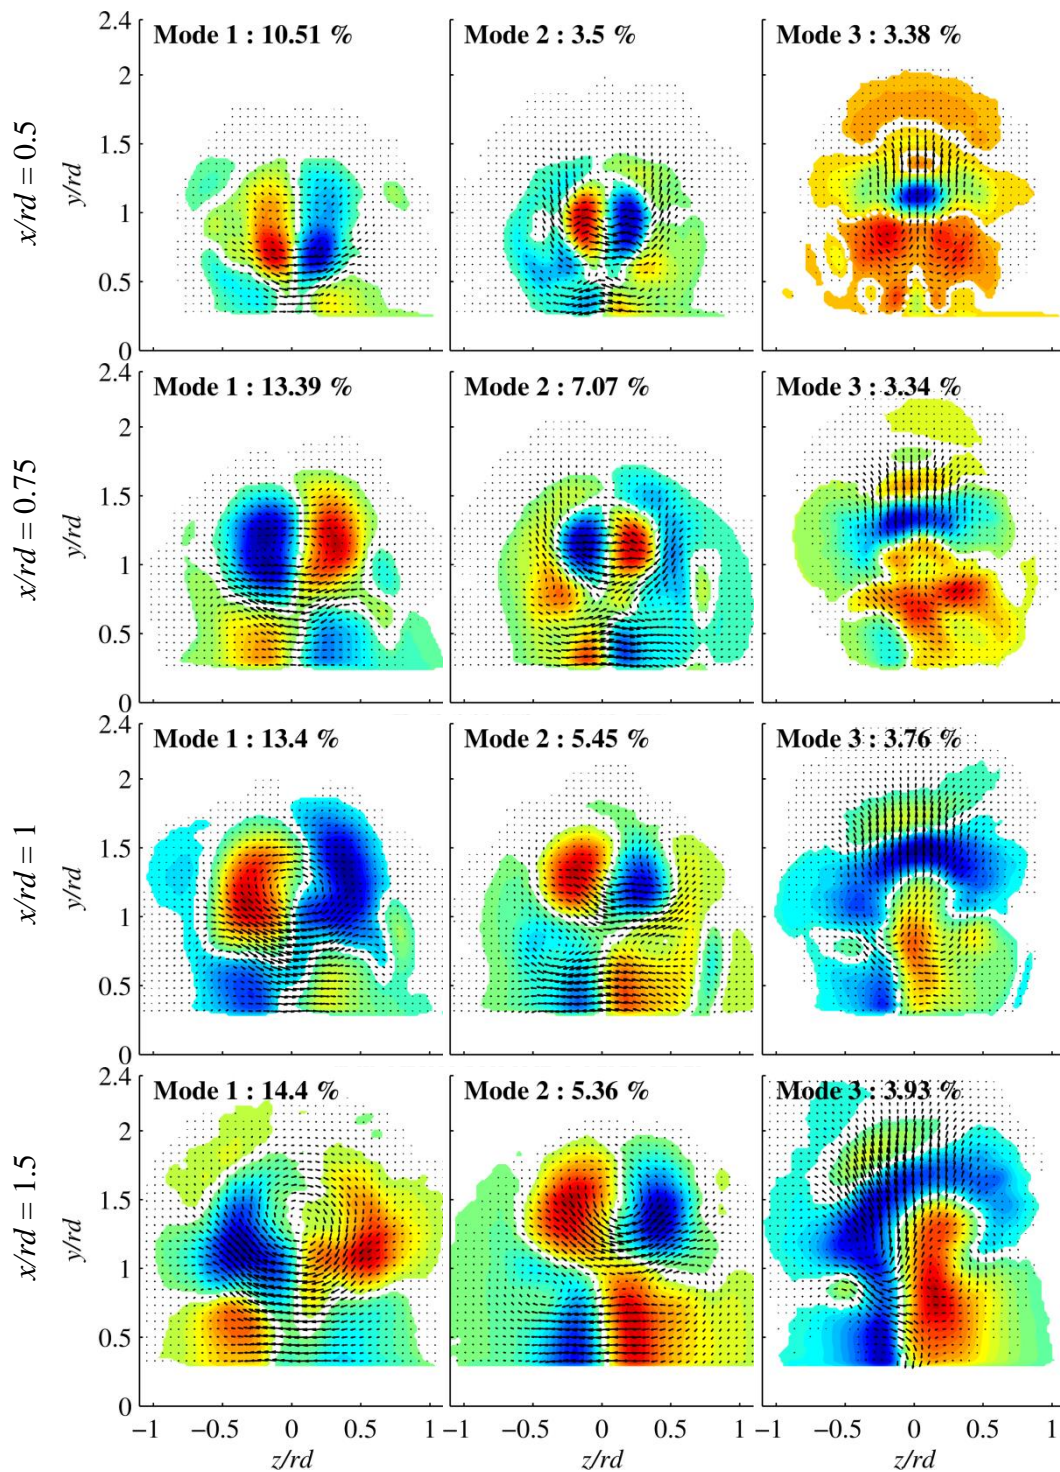 2.4
Mode 1 : 10.51 %
Mode 2 : 3.5 %
Mode 3 : 3.38 %
2
1.5
1
0.5
0
x/rd = 0.5
y/rd
2.4
Mode 1 : 13.39 %
Mode 2 : 7.07 %
Mode 3 : 3.34 %
2
1.5
1
0.5
0
x/rd = 0.75
y/rd
2.4
Mode 1 : 13.4 %
Mode 2 : 5.45 %
Mode 3 : 3.76 %
2
1.5
1
0.5
0
x/rd = 1
y/rd
2.4
Mode 1 : 14.4 %
Mode 2 : 5.36 %
Mode 3 : 3.93 %
2
1.5
1
0.5
0
x/rd = 1.5
y/rd
−1 −0.5 0 0.5 1
−1 −0.5 0 0.5 1
−1 −0.5 0 0.5 1
z/rd
z/rd
z/rd